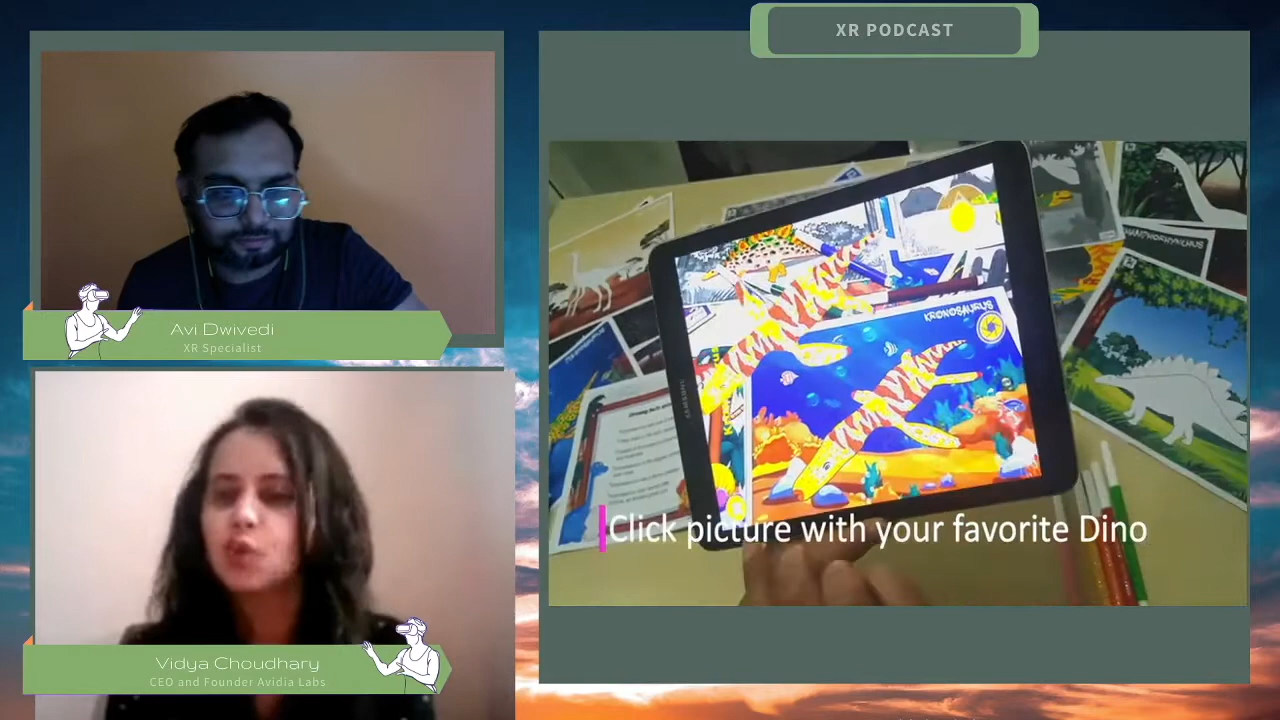 XR PODCAST
Avi Dwivedi
XR Specialist
Vidya Choudhary
CEO and Founder Avidia Labs
KRONOSAURUS
SAMSUNG
Click picture with your favorite Dino